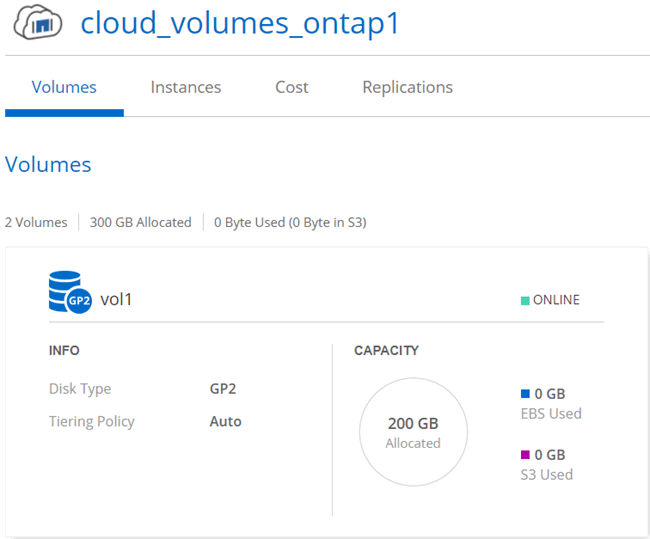 cloud_volumes_ontap1
Volumes Instances Cost Replications
Volumes
2 Volumes 300 GB Allocated 0 Byte Used (0 Byte in S3)
GP2 vol1 ONLINE
INFO CAPACITY
Disk Type GP2
Tiering Policy Auto
200 GB
Allocated
0 GB
EBS Used
0 GB
S3 Used